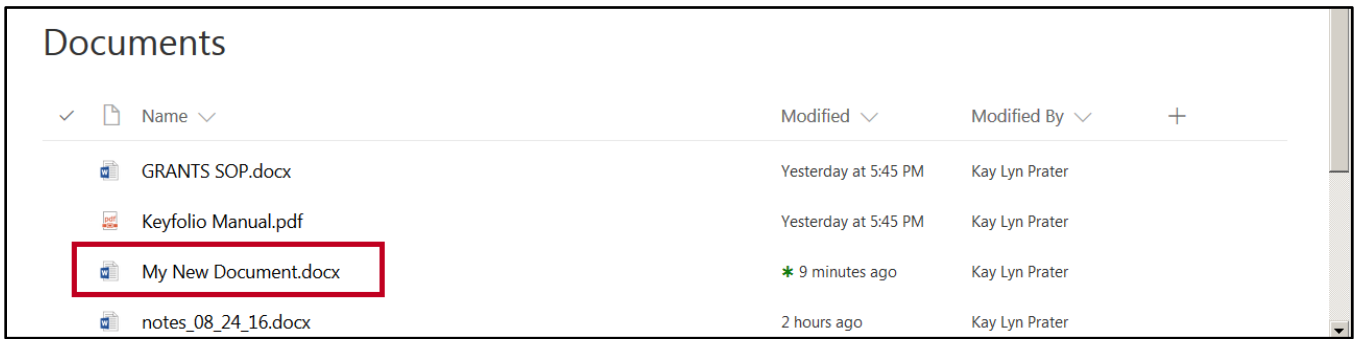 Documents
Name Modified Modified By
GRANTS SOP.docx Yesterday at 5:45 PM Kay Lyn Prater
Keyfolio Manual.pdf Yesterday at 5:45 PM Kay Lyn Prater
My New Document.docx 9 minutes ago Kay Lyn Prater
notes_08_24_16.docx 2 hours ago Kay Lyn Prater